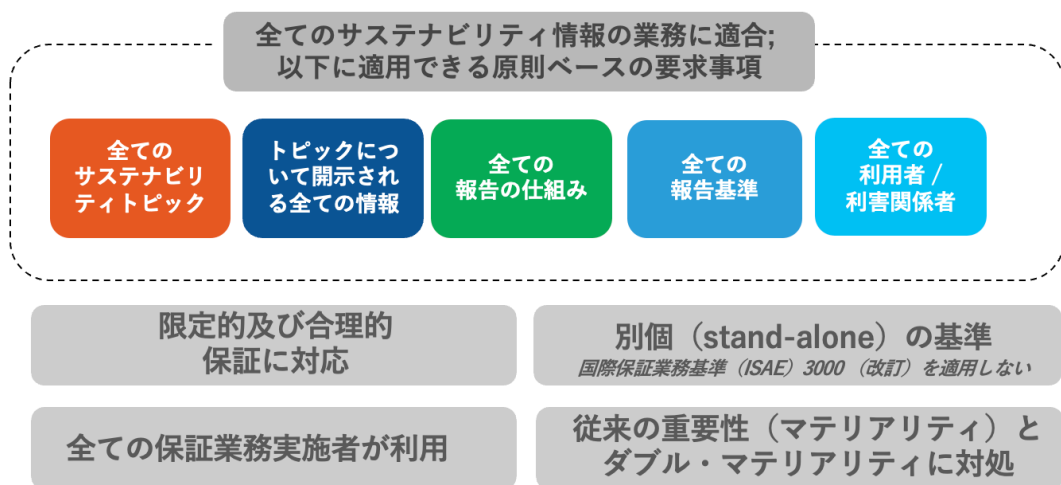 全てのサステナビリティ情報の業務に適合;
以下に適用できる原則ベースの要求事項
全ての
サステナビリ
ティトピック
トピックにつ
いて開示され
る全ての情報
全ての
報告の仕組み
全ての
報告基準
全ての
利用者 /
利害関係者
限定的及び合理的
保証に対応
別個（stand-alone）の基準
国際保証業務基準（ISAE）3000 （改訂）を適用しない
全ての保証業務実施者が利用
従来の重要性（マテリアリティ）と
ダブル・マテリアリティに対処